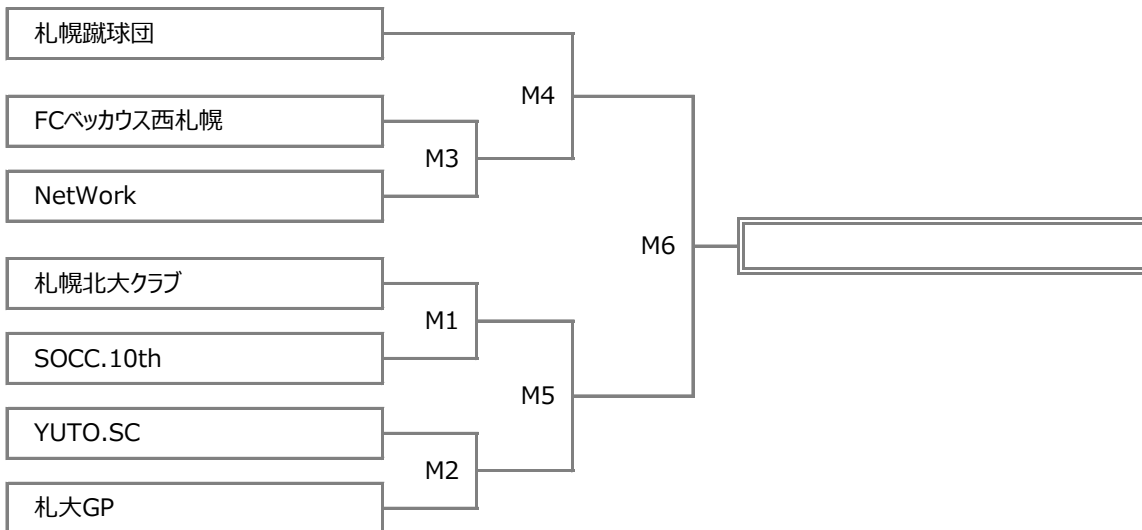 札幌蹴球団
M4
FCベッカウス西札幌
M3
NetWork
M6
札幌北大クラブ
M1
SOCC.10th
M5
YUTO.SC
M2
札大GP